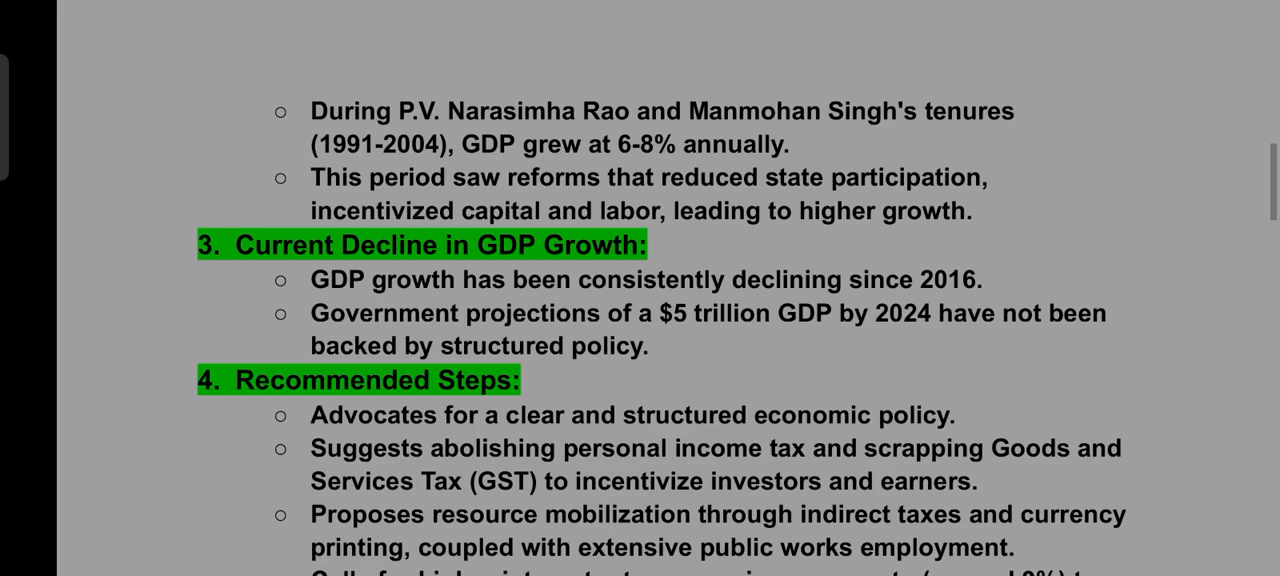 ○ During P.V. Narasimha Rao and Manmohan Singh's tenures
(1991-2004), GDP grew at 6-8% annually.
○ This period saw reforms that reduced state participation,
incentivized capital and labor, leading to higher growth.
3. Current Decline in GDP Growth:
○ GDP growth has been consistently declining since 2016.
○ Government projections of a $5 trillion GDP by 2024 have not been
backed by structured policy.
4. Recommended Steps:
○ Advocates for a clear and structured economic policy.
○ Suggests abolishing personal income tax and scrapping Goods and
Services Tax (GST) to incentivize investors and earners.
○ Proposes resource mobilization through indirect taxes and currency
printing, coupled with extensive public works employment.